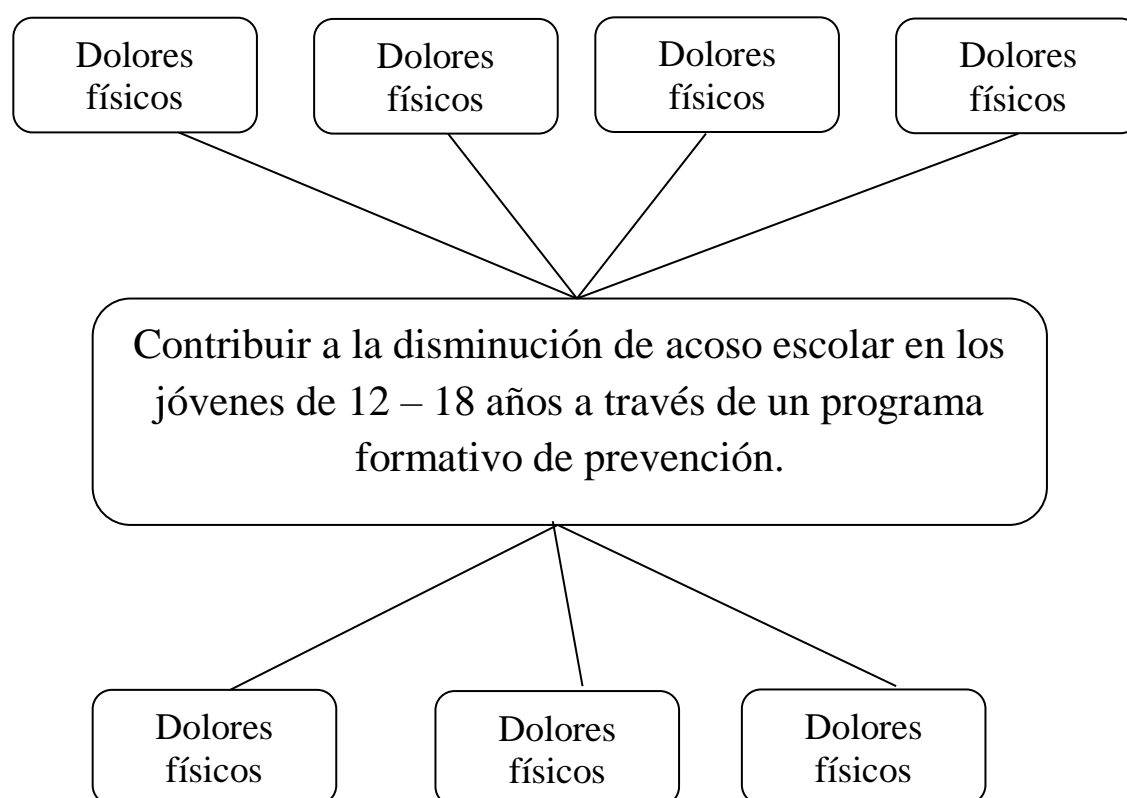 Dolores
físicos
Dolores
físicos
Dolores
físicos
Dolores
físicos
Contribuir a la disminución de acoso escolar en los
jóvenes de 12 – 18 años a través de un programa
formativo de prevención.
Dolores
físicos
Dolores
físicos
Dolores
físicos